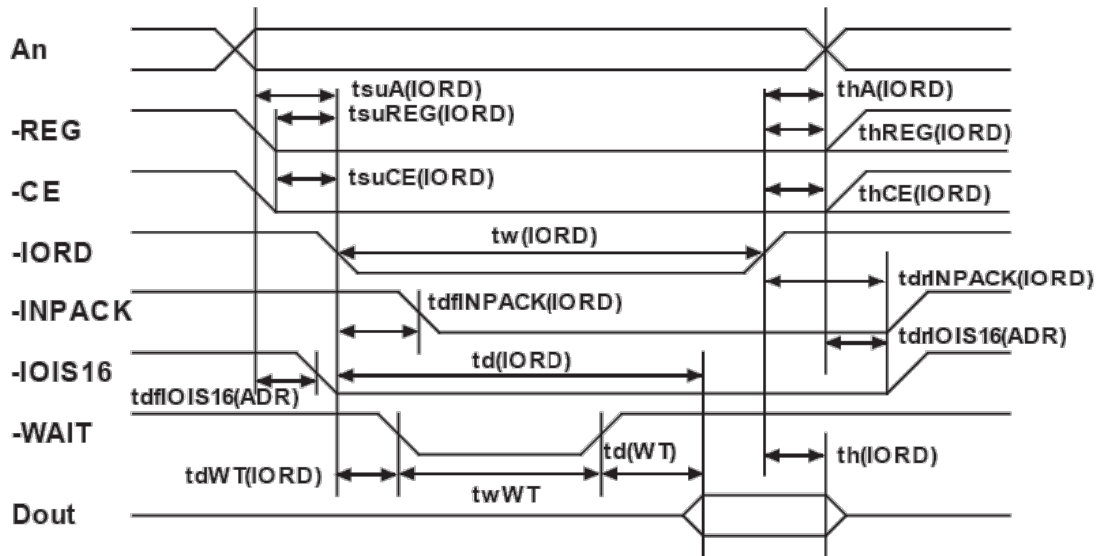 An
tsuA(IORD) thA(IORD)
tsuREG(IORD)
-REG thREG(IORD)
tsuCE(IORD)
-CE thCE(IORD)
tw(IORD)
-IORD
tdrINPACK(IORD)
-INPACK tdfINPACK(IORD)
tdrIOIS16(ADR)
-IOIS16 td(IORD)
tdfIOIS16(ADR)
-WAIT
td(WT) th(IORD)
tdWT(IORD)
twWT
Dout